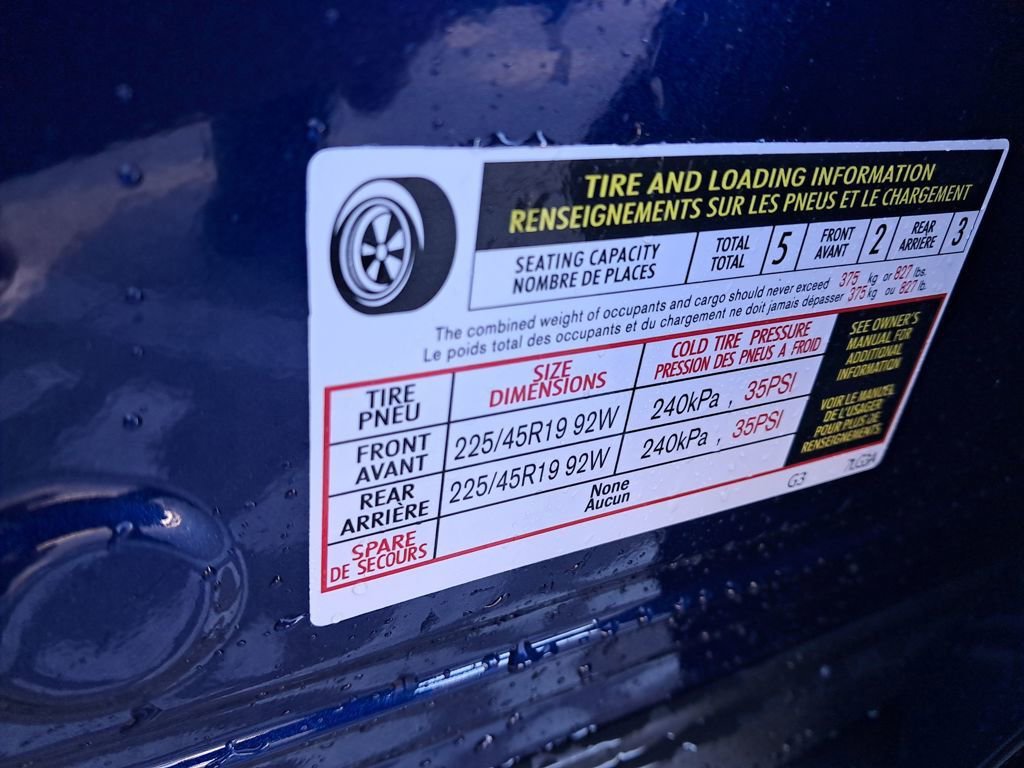 TIRE AND LOADING INFORMATION
RENSEIGNEMENTS SUR LES PNEUS ET LE CHARGEMENT
SEATING CAPACITY
NOMBRE DE PLACES
TOTAL
TOTAL
5
FRONT
AVANT
2
REAR
ARRIÈRE
3
The combined weight of occupants and cargo should never exceed 375 kg or 827 lbs.
Le poids total des occupants et du chargement ne doit jamais dépasser 375 kg ou 827 lb.
TIRE
PNEU
SIZE
DIMENSIONS
COLD TIRE PRESSURE
PRESSION DES PNEUS À FROID
FRONT
AVANT
225/45R19 92W
240kPa , 35PSI
REAR
ARRIÈRE
225/45R19 92W
240kPa , 35PSI
SPARE
DE SECOURS
None
Aucun
SEE OWNER'S
MANUAL FOR
ADDITIONAL
INFORMATION
VOIR LE MANUEL
DE L'USAGER
POUR PLUS DE
RENSEIGNEMENTS
G3